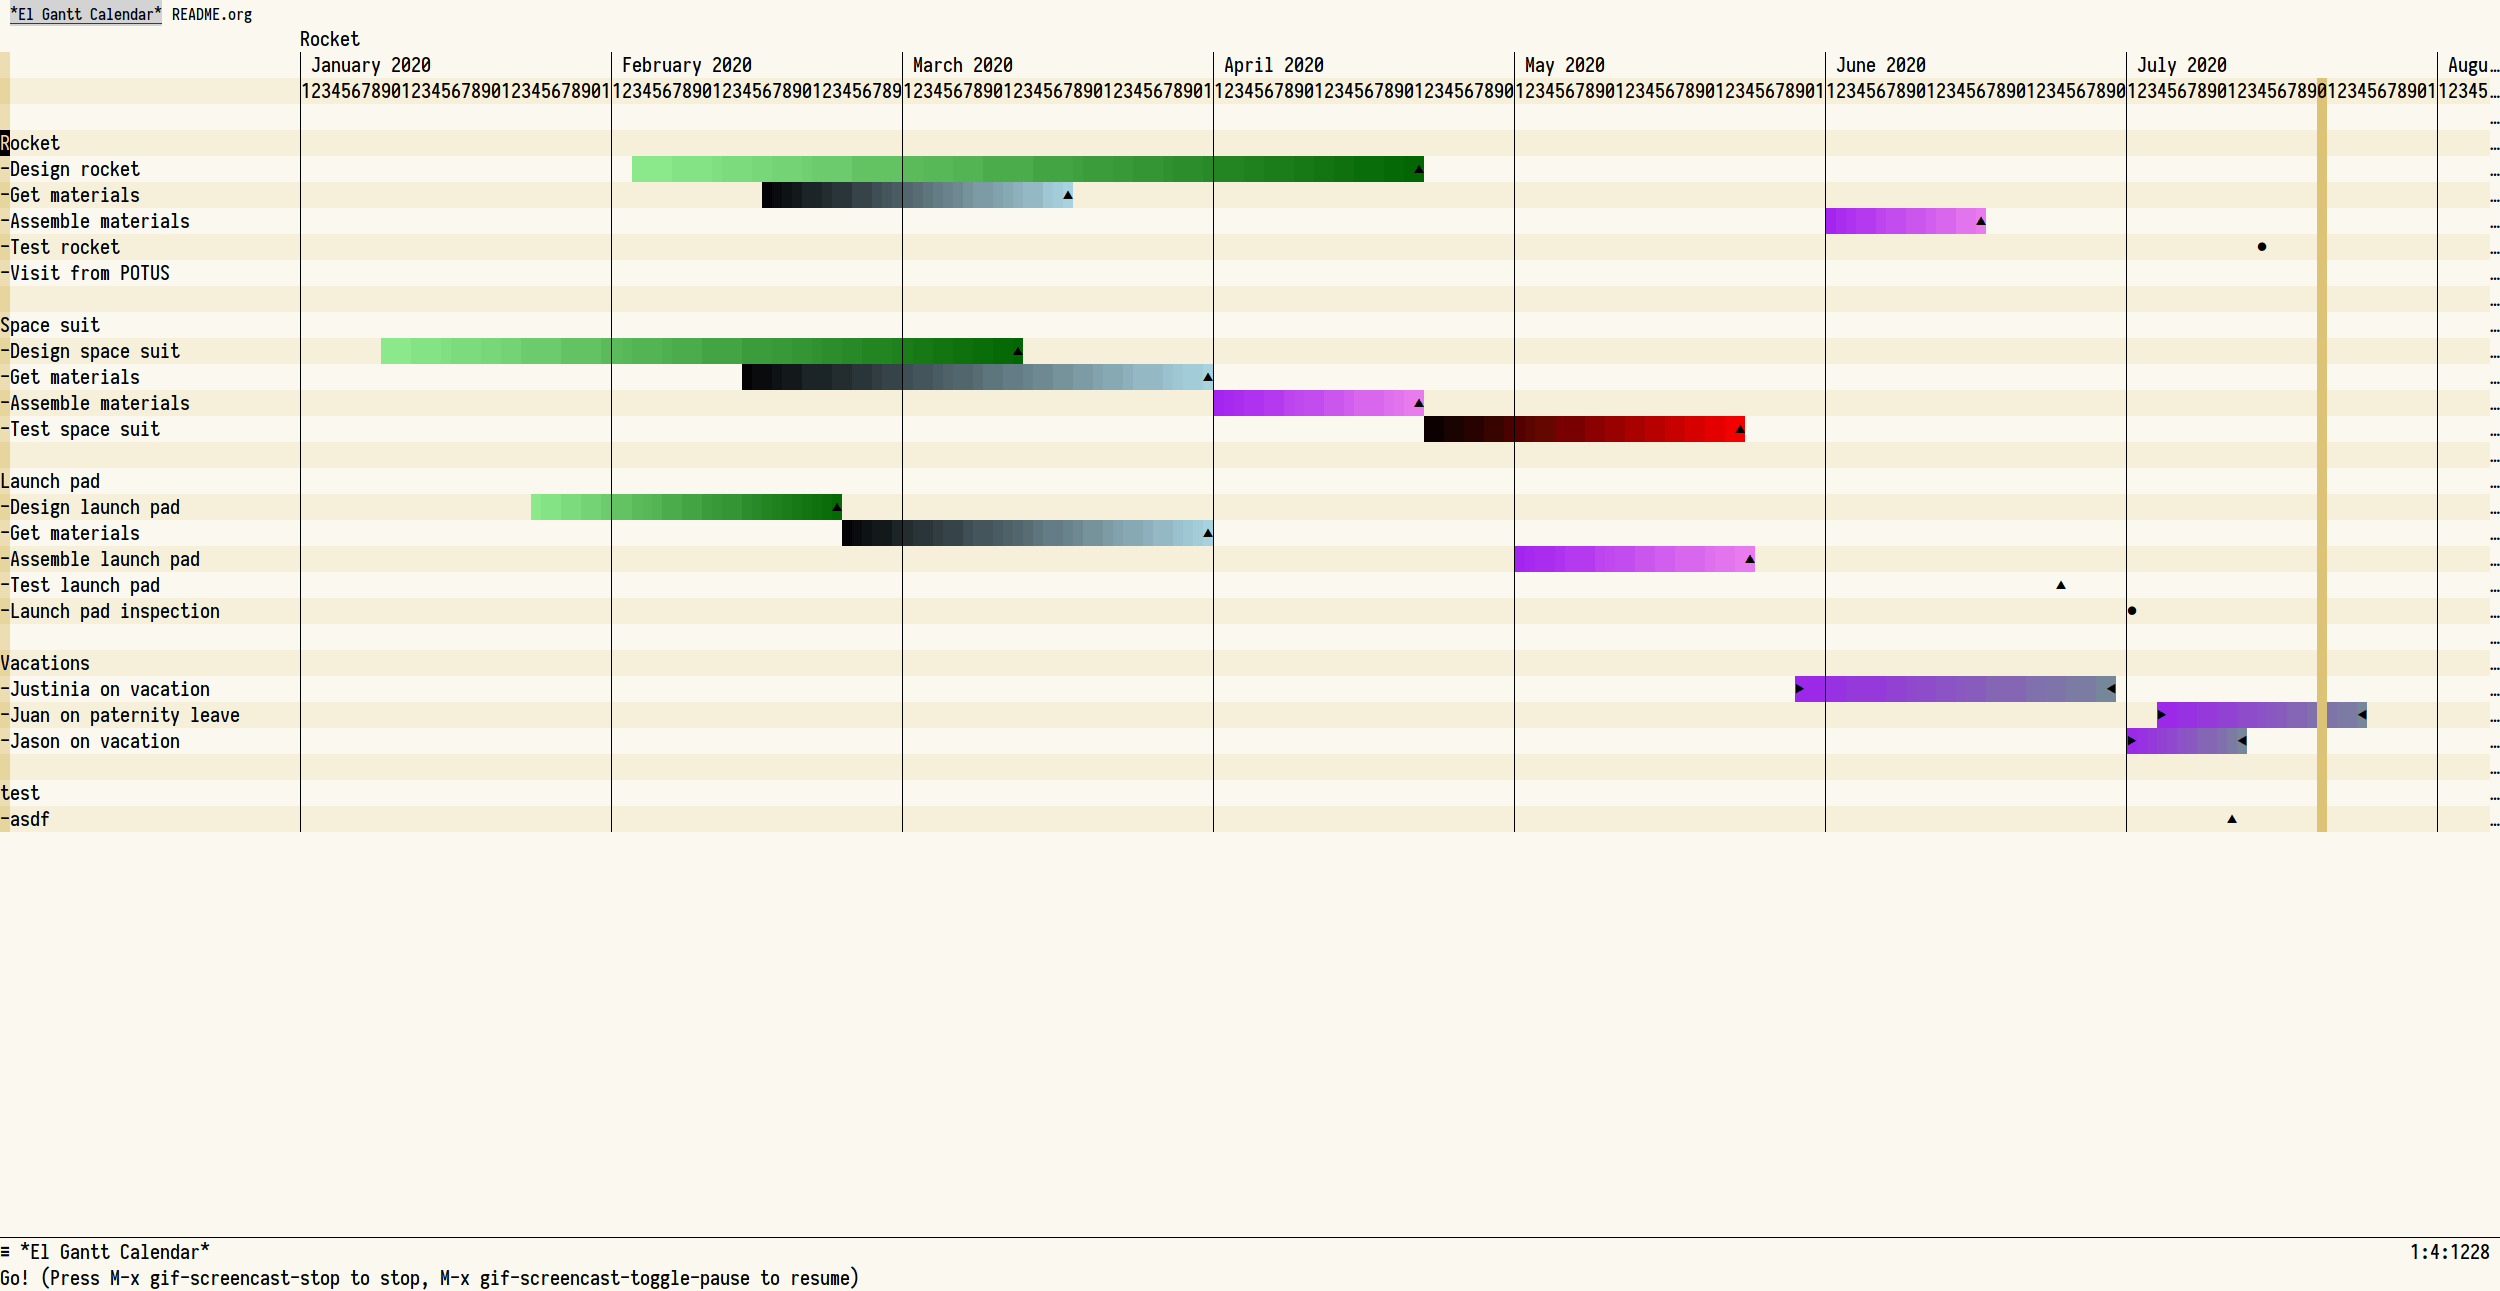 *El Gantt Calendar* README.org
Rocket
January 2020 February 2020 March 2020 April 2020 May 2020 June 2020 July 2020 Augu…
1234567890123456789012345678901 12345678901234567890123456789 1234567890123456789012345678901 123456789012345678901234567890 1234567890123456789012345678901 123456789012345678901234567890 1234567890123456789012345678901 12345…
…
Rocket …
-Design rocket ▲ …
-Get materials ▲ …
-Assemble materials ▲ …
-Test rocket ● …
-Visit from POTUS …
…
Space suit …
-Design space suit ▲ …
-Get materials ▲ …
-Assemble materials ▲ …
-Test space suit ▲ …
…
Launch pad …
-Design launch pad ▲ …
-Get materials ▲ …
-Assemble launch pad ▲ …
-Test launch pad ▲ …
-Launch pad inspection ● …
…
Vacations …
-Justinia on vacation ▶ ◀ …
-Juan on paternity leave ▶ ◀ …
-Jason on vacation ▶ ◀ …
…
test …
-asdf ▲ …
≡ *El Gantt Calendar* 1:4:1228
Go! (Press M-x gif-screencast-stop to stop, M-x gif-screencast-toggle-pause to resume)